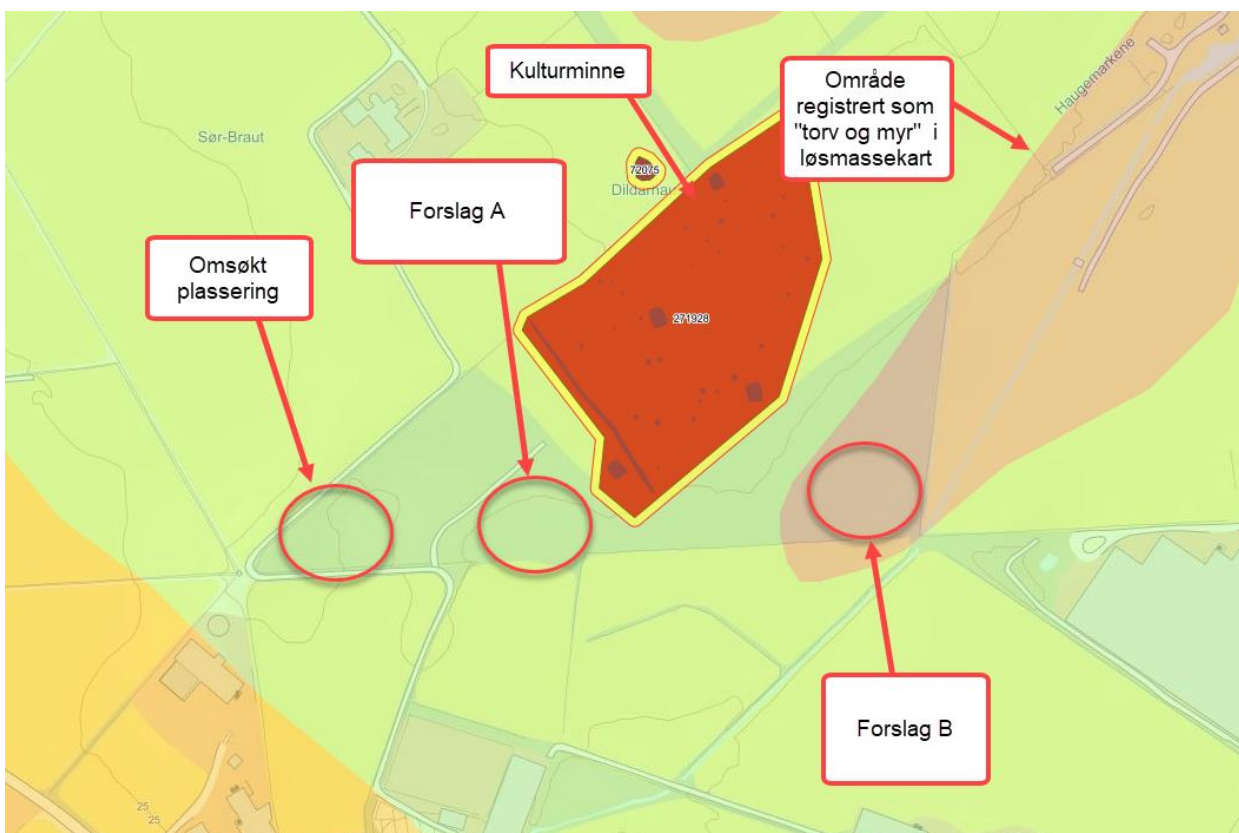 Kulturminne
Område
registrert som
"torv og myr" i
løsmassekart
Haugemarkene
Sør-Braut
72075
Forslag A
Omsøkt
plassering
271928
Forslag B
25
25